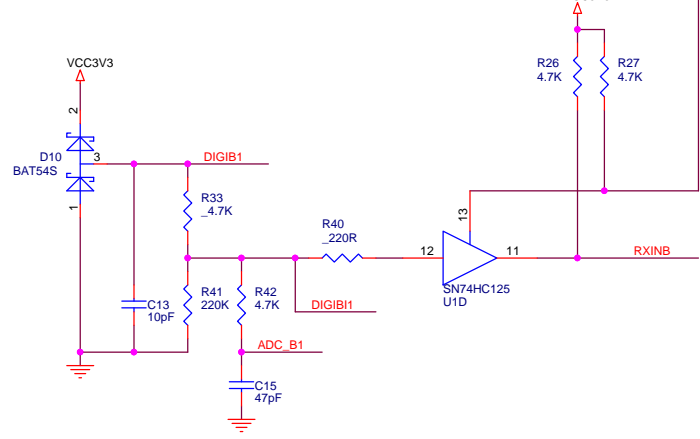 R26
4.7K
R27
4.7K
VCC3V3
2
D10
BAT54S
3
DIGIB1
1
R33
_4.7K
R40
_220R
13
12
11
RXINB
SN74HC125
U1D
C13
10pF
R41
220K
R42
4.7K
DIGIBI1
ADC_B1
C15
47pF